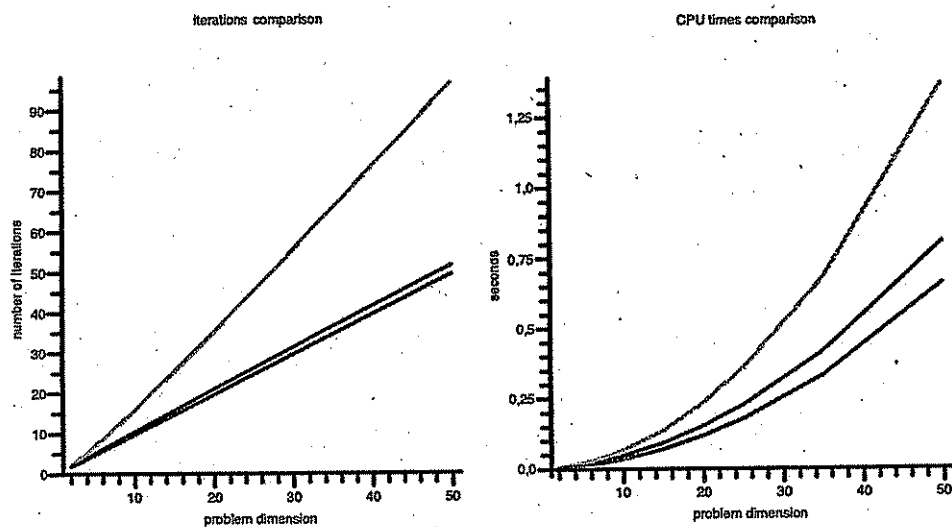 iterations comparison
number of iterations
90
80
70
60
50
40
30
20
10
0
10 20 30 40 50
problem dimension
CPU times comparison
seconds
1,25
1,0
0,75
0,5
0,25
0,0
10 20 30 40 50
problem dimension